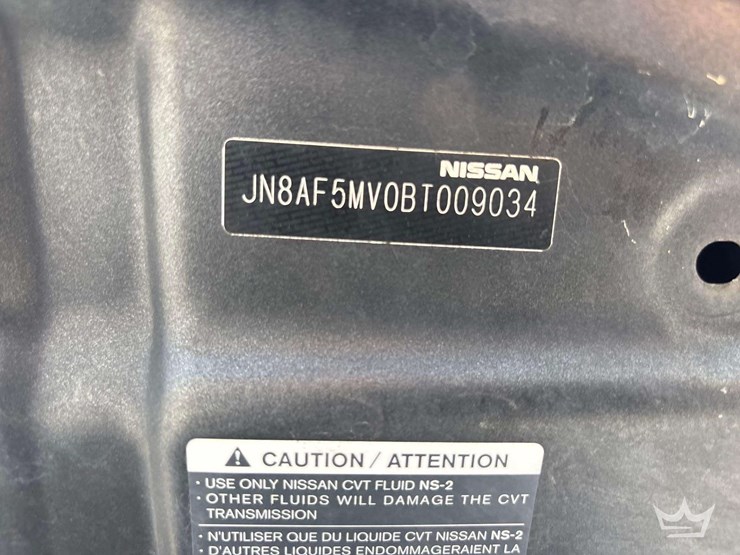 NISSAN
JN8AF5MV0BT009034
CAUTION / ATTENTION
· USE ONLY NISSAN CVT FLUID NS-2
· OTHER FLUIDS WILL DAMAGE THE CVT
TRANSMISSION
· N'UTILISER QUE DU LIQUIDE CVT NISSAN NS-2
· D'AUTRES LIQUIDES ENDOMMAGERAIENT LA